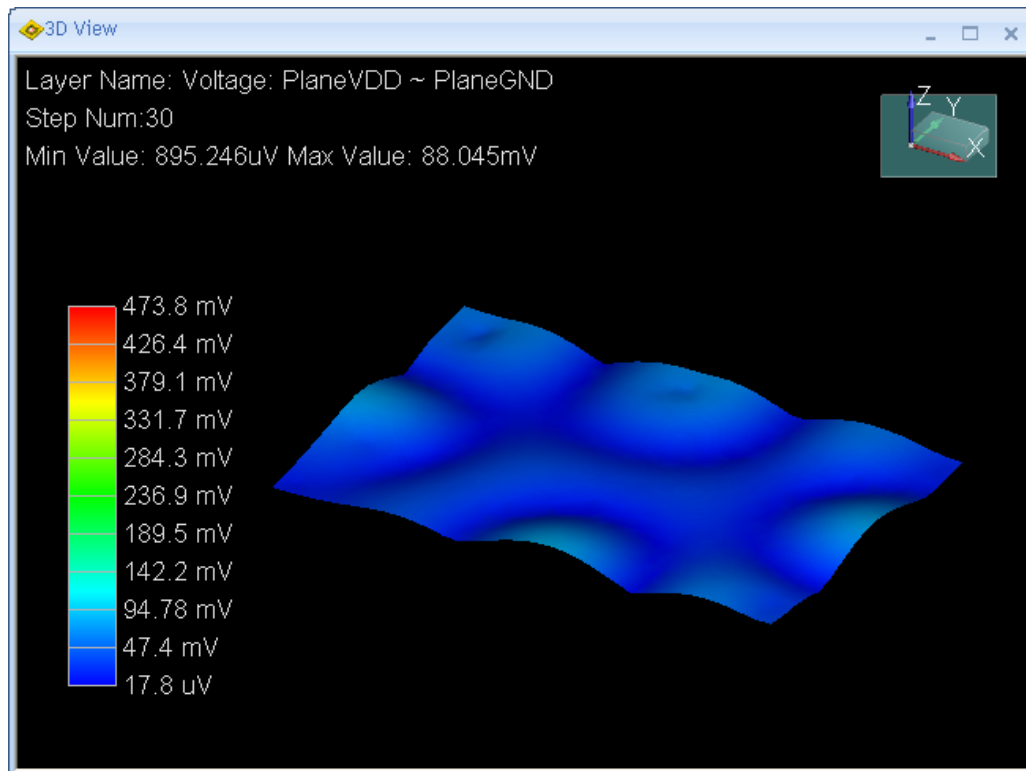 3D View
Layer Name: Voltage: PlaneVDD ~ PlaneGND
Step Num:30
Min Value: 895.246uV Max Value: 88.045mV
Z
Y
X
473.8 mV
426.4 mV
379.1 mV
331.7 mV
284.3 mV
236.9 mV
189.5 mV
142.2 mV
94.78 mV
47.4 mV
17.8 uV